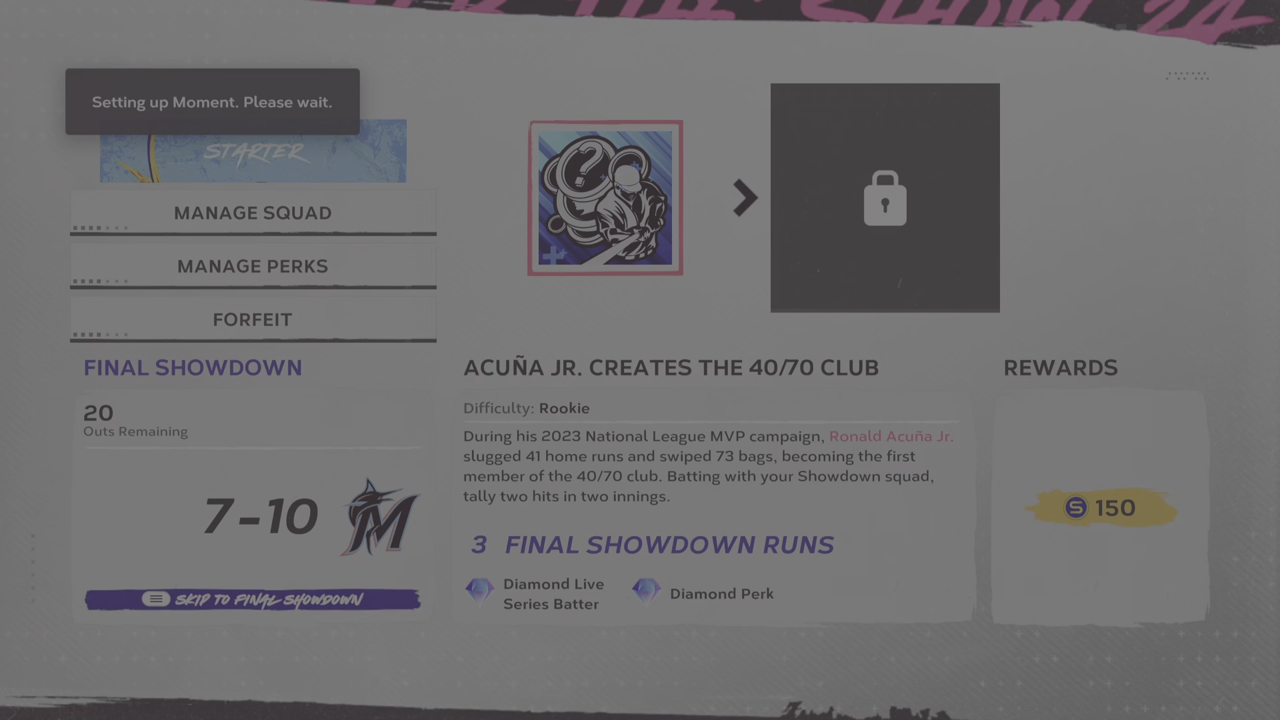 THE SHOW 24
Setting up Moment. Please wait.
STARTER
MANAGE SQUAD
MANAGE PERKS
FORFEIT
FINAL SHOWDOWN
20
Outs Remaining
7-10
M
SKIP TO FINAL SHOWDOWN
ACUÑA JR. CREATES THE 40/70 CLUB
Difficulty: Rookie
During his 2023 National League MVP campaign, Ronald Acuña Jr.
slugged 41 home runs and swiped 73 bags, becoming the first
member of the 40/70 club. Batting with your Showdown squad,
tally two hits in two innings.
3 FINAL SHOWDOWN RUNS
Diamond Live
Series Batter
Diamond Perk
REWARDS
S 150